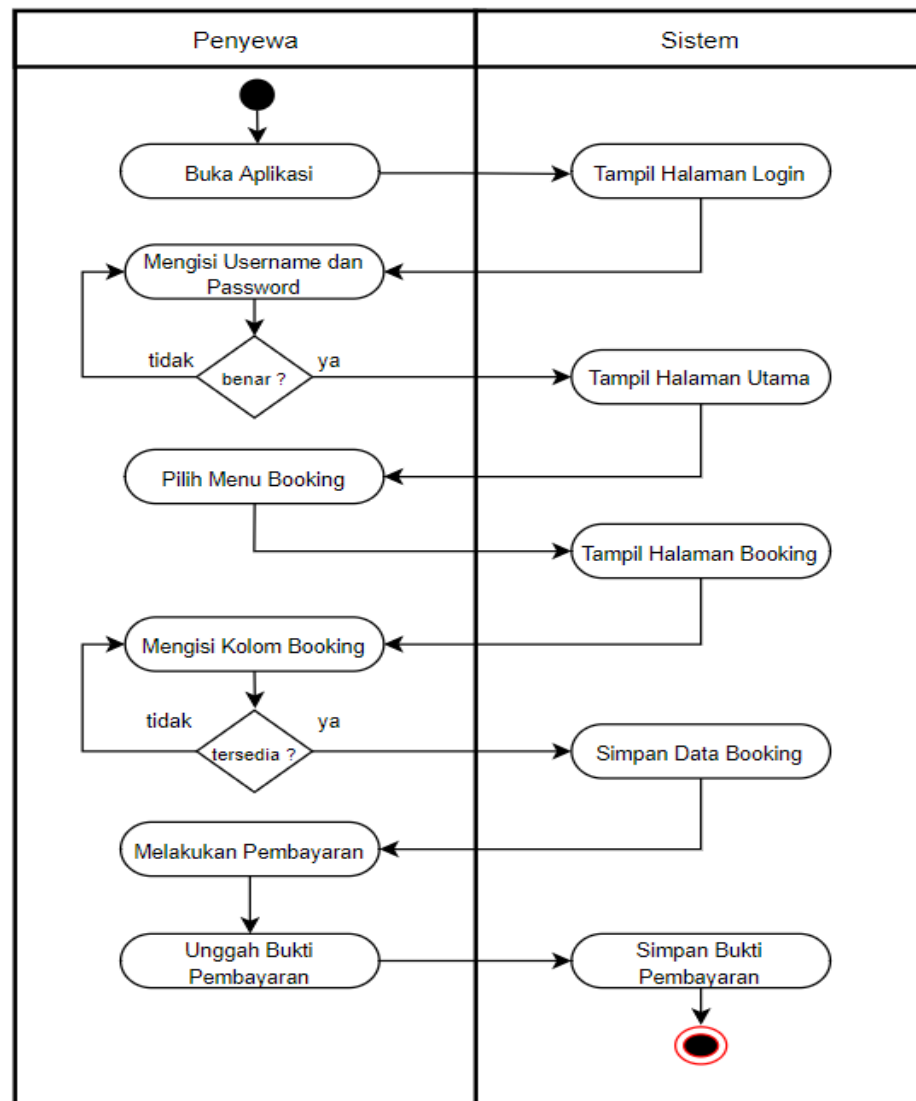 Penyewa
Sistem
Buka Aplikasi
Tampil Halaman Login
Mengisi Username dan
Password
tidak
benar ?
ya
Tampil Halaman Utama
Pilih Menu Booking
Tampil Halaman Booking
Mengisi Kolom Booking
tidak
tersedia ?
ya
Simpan Data Booking
Melakukan Pembayaran
Unggah Bukti
Pembayaran
Simpan Bukti
Pembayaran